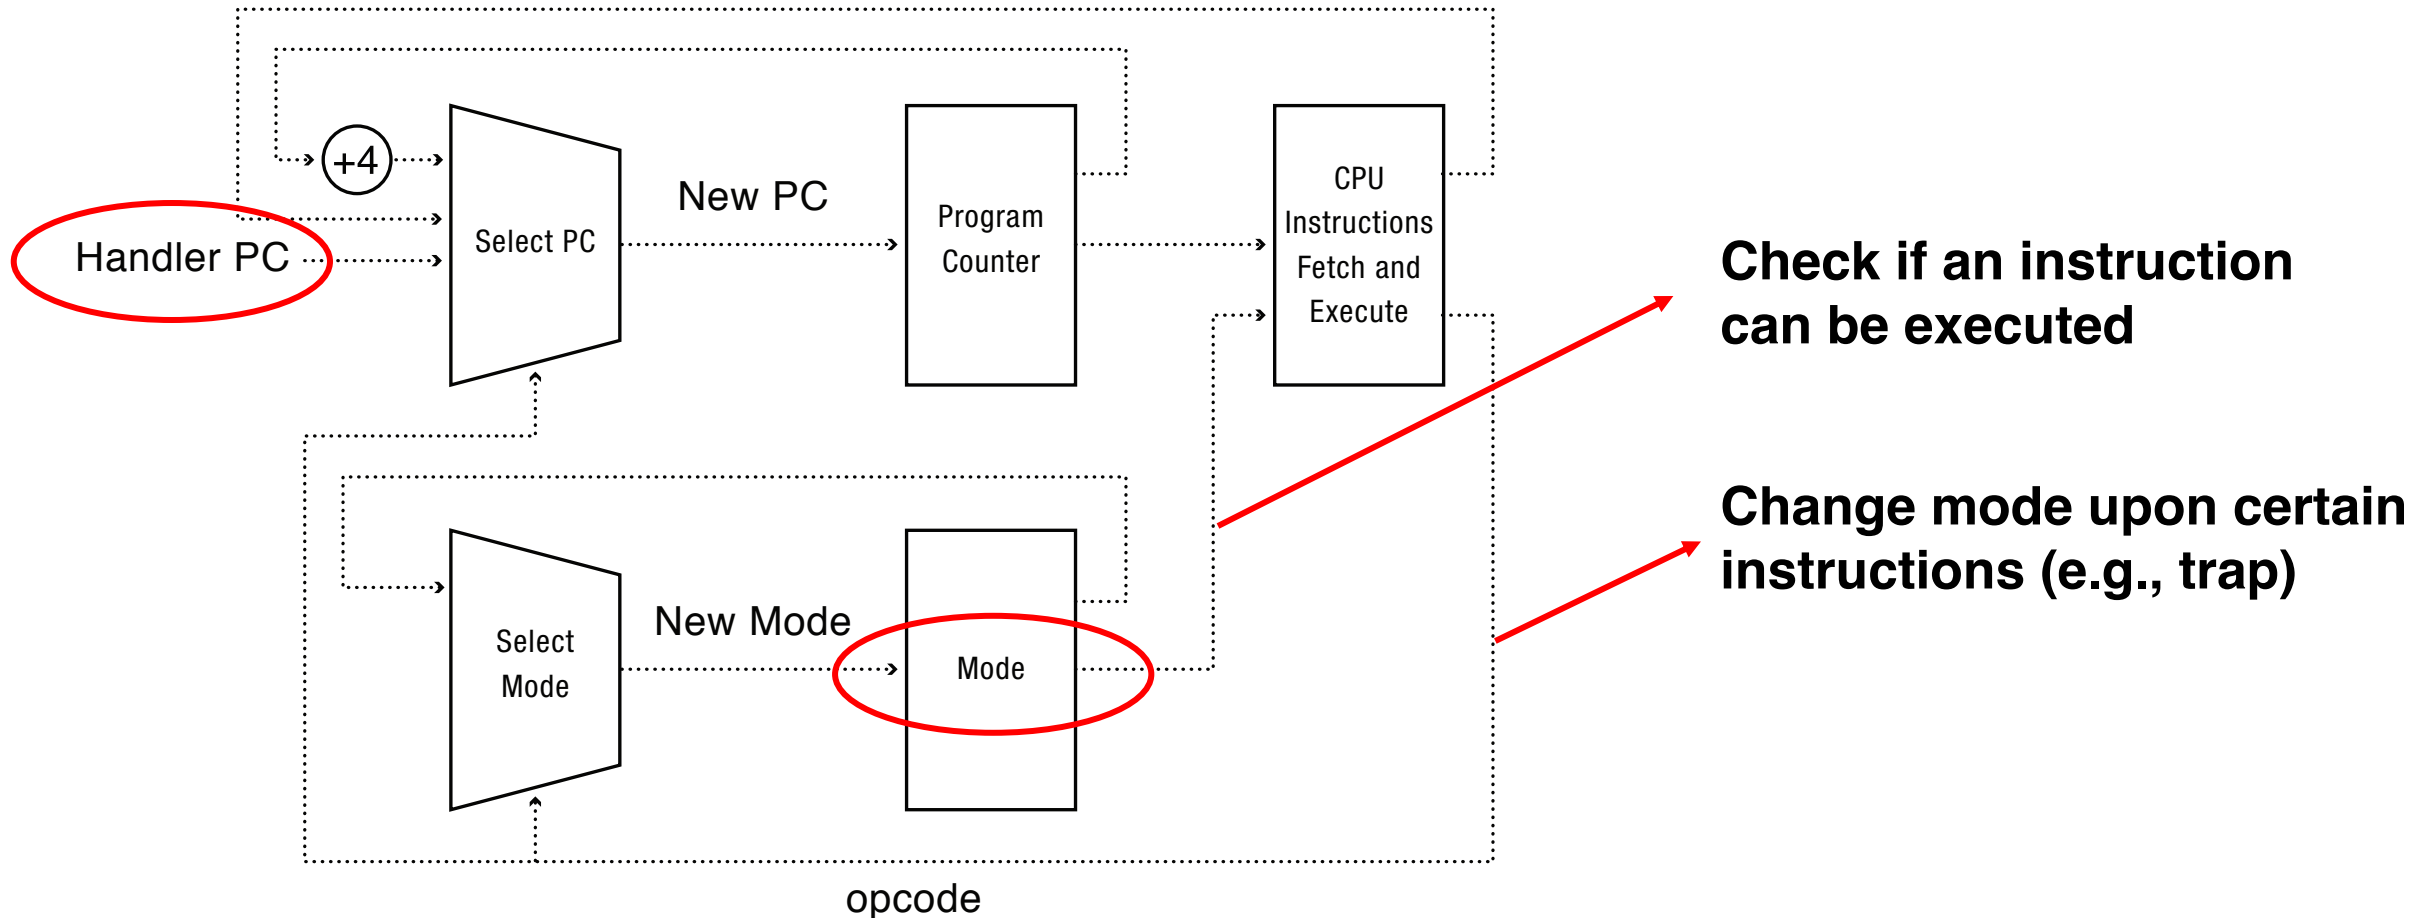 +4
Handler PC
Select PC
New PC
Program
Counter
CPU
Instructions
Fetch and
Execute
Check if an instruction
can be executed
Change mode upon certain
instructions (e.g., trap)
Select
Mode
New Mode
Mode
opcode